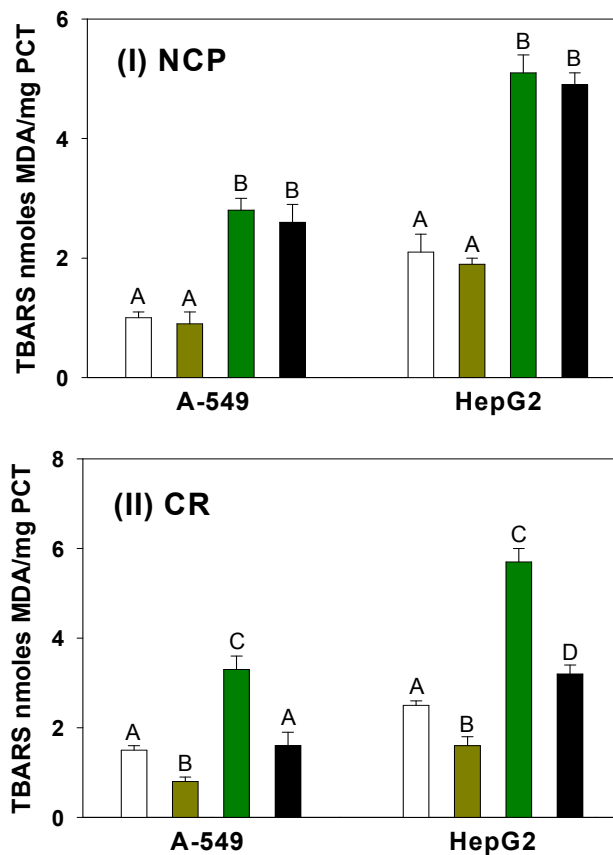 6
(I) NCP
B
B
TBARS nmoles MDA/mg PCT
4
B
B
A
A
2
A
A
0
A-549
HepG2
8
(II) CR
TBARS nmoles MDA/mg PCT
6
C
4
C
D
A
2
A
B
A
B
0
A-549
HepG2